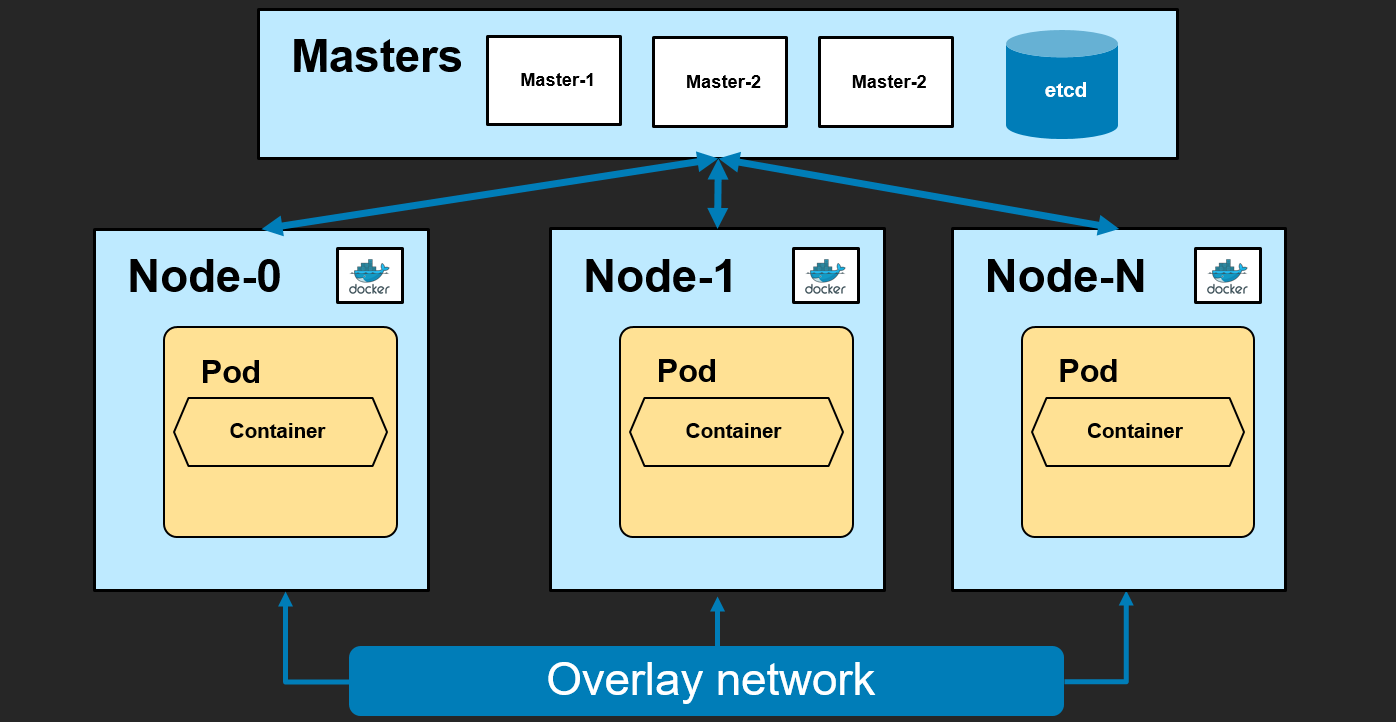 Masters
Master-1
Master-2
Master-2
etcd
Node-0
docker
Node-1
docker
Node-N
docker
Pod
Container
Pod
Container
Pod
Container
Overlay network